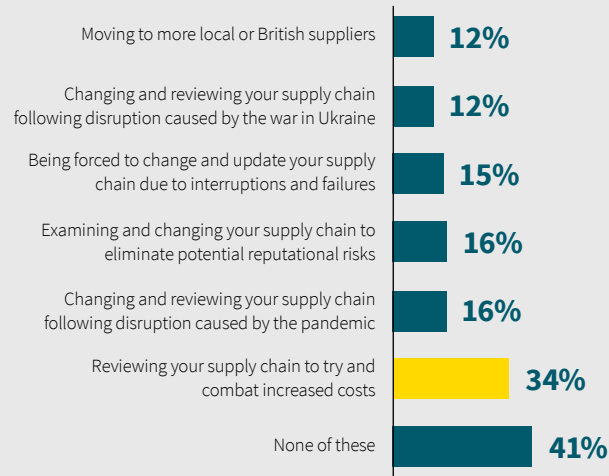 Moving to more local or British suppliers
12%
Changing and reviewing your supply chain
following disruption caused by the war in Ukraine
12%
Being forced to change and update your supply
chain due to interruptions and failures
15%
Examining and changing your supply chain to
eliminate potential reputational risks
16%
Changing and reviewing your supply chain
following disruption caused by the pandemic
16%
Reviewing your supply chain to try and
combat increased costs
34%
None of these
41%